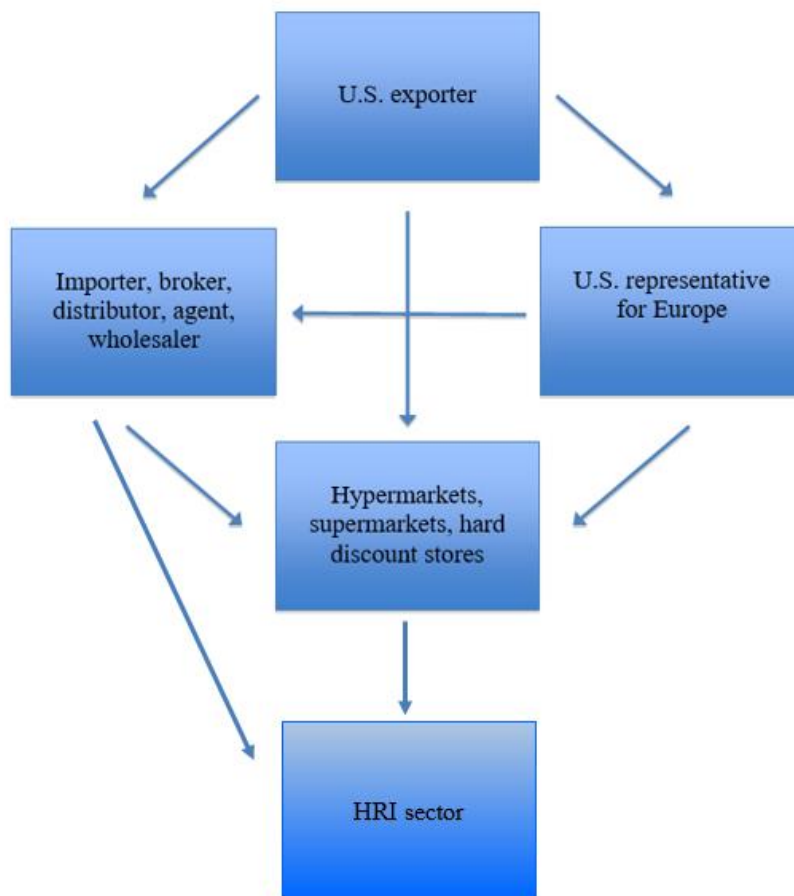 U.S. exporter
Importer, broker,
distributor, agent,
wholesaler
U.S. representative
for Europe
Hypermarkets,
supermarkets, hard
discount stores
HRI sector